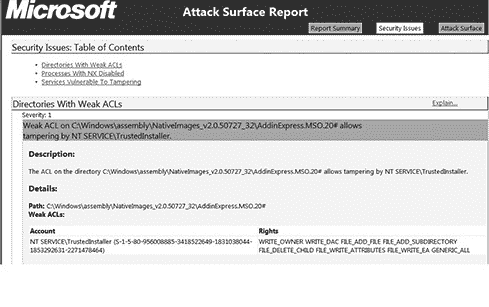 Microsoft
Attack Surface Report
Report Summary
Security Issues
Attack Surface
Security Issues: Table of Contents
Directories With Weak ACLs
Processes With NX Disabled
Services Vulnerable To Tampering
Directories With Weak ACLs
Explain...
Severity: 1
Weak ACL on C:\Windows\assembly\NativeImages_v2.0.50727_32\AddinExpress.MSO.20# allows
tampering by NT SERVICE\TrustedInstaller.
Description:
The ACL on the directory C:\Windows\assembly\NativeImages_v2.0.50727_32\AddinExpress.MSO.20# allows tampering by NT SERVICE\TrustedInstaller.
Details:
Path: C:\Windows\assembly\NativeImages_v2.0.50727_32\AddinExpress.MSO.20#
Weak ACLs:
Account Rights
NT SERVICE\TrustedInstaller (S-1-5-80-956008885-3418522649-1831038044- WRITE_OWNER WRITE_DAC FILE_ADD_FILE FILE_ADD_SUBDIRECTORY
1853292631-2271478464) FILE_DELETE_CHILD FILE_WRITE_ATTRIBUTES FILE_WRITE_EA GENERIC_ALL